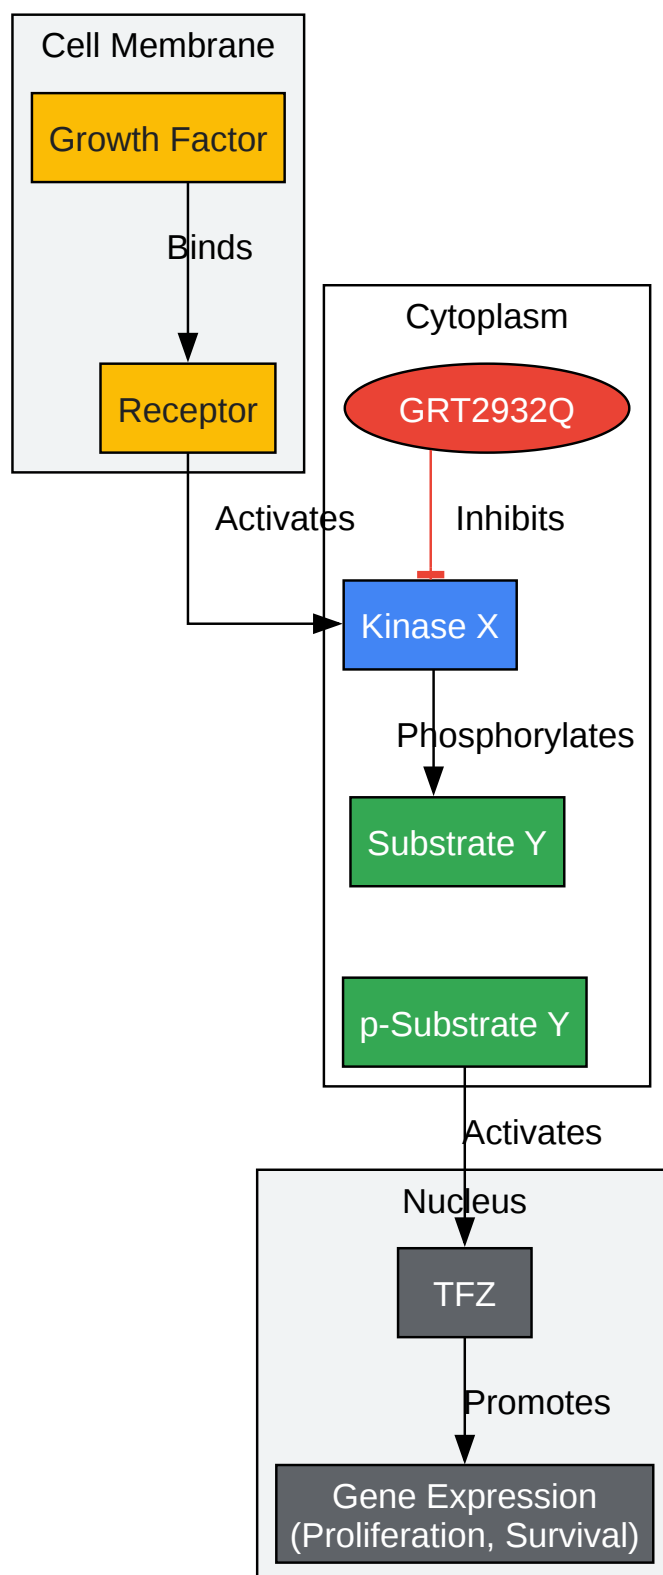 Cell Membrane
Growth Factor
Binds
Receptor
Activates
Cytoplasm
GRT2932Q
Inhibits
Kinase X
Phosphorylates
Substrate Y
p-Substrate Y
Activates
Nucleus
TFZ
Promotes
Gene Expression
(Proliferation, Survival)